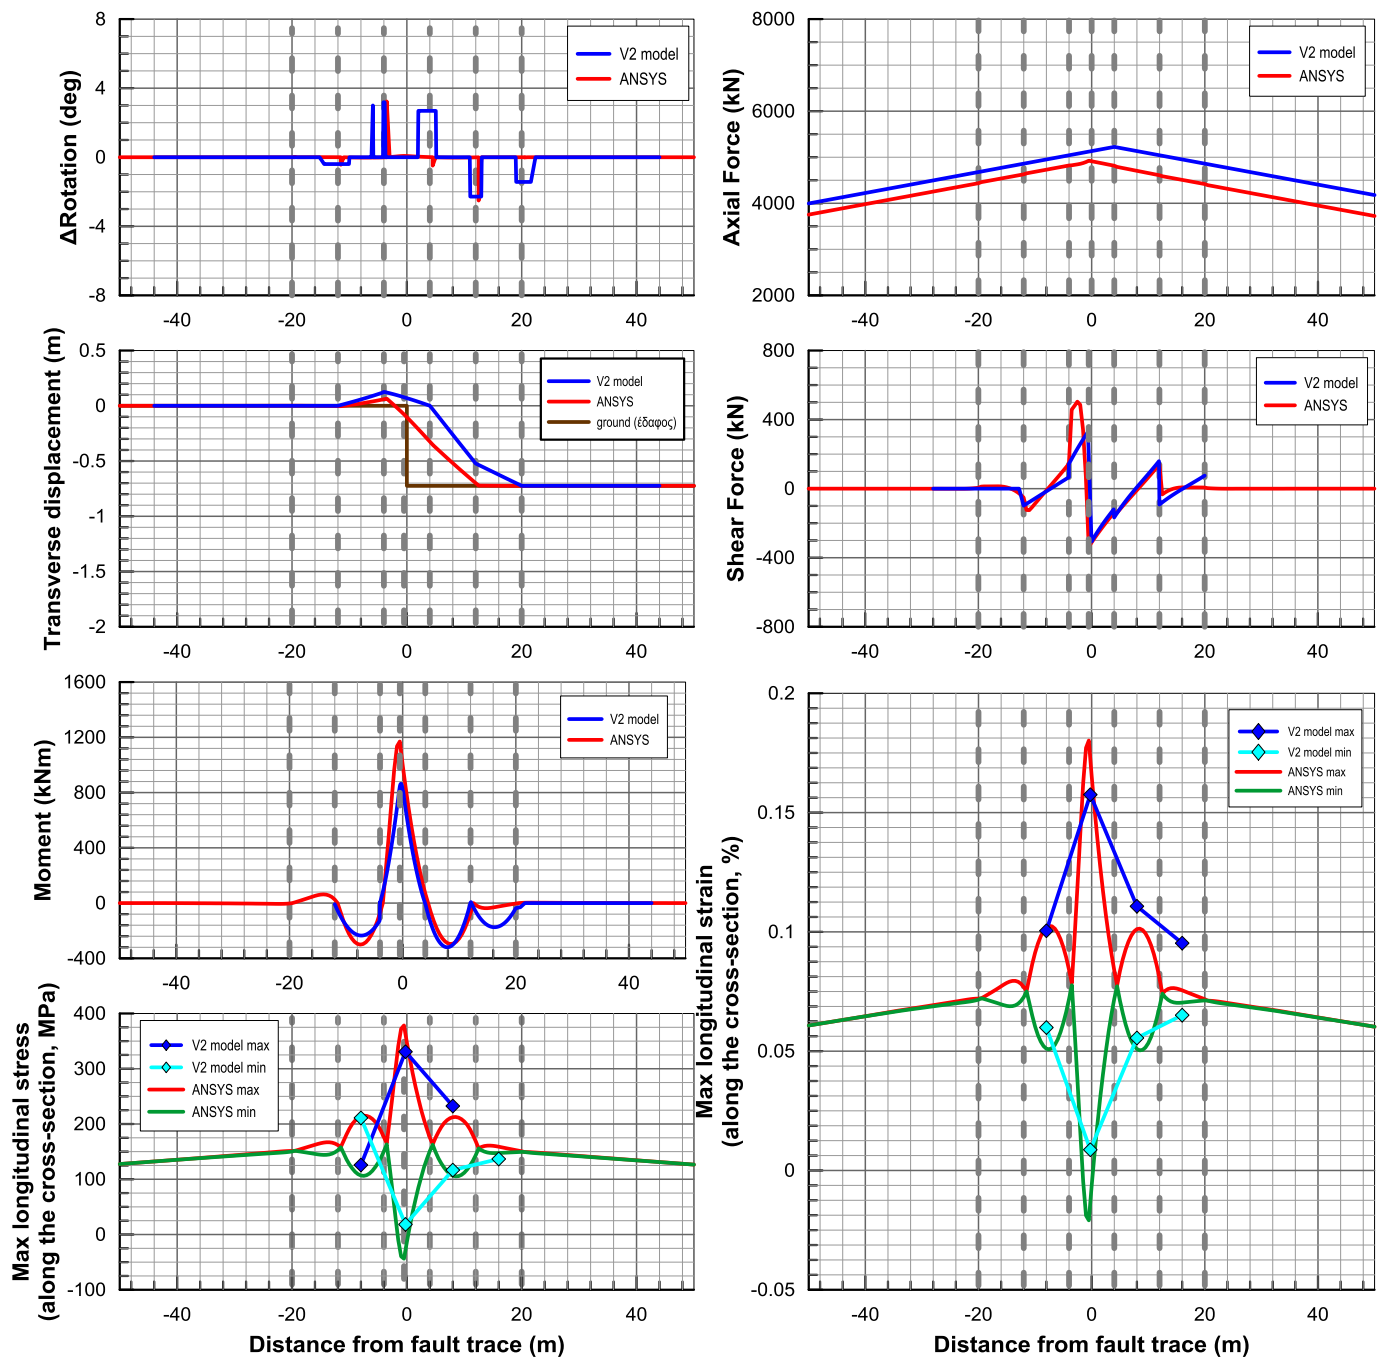 ΔRotation (deg)
8
4
0
-4
-8
-40
-20
0
20
40
V2 model
ANSYS
Axial Force (kN)
8000
6000
4000
2000
-40
-20
0
20
40
V2 model
ANSYS
Transverse displacement (m)
0.5
0
-0.5
-1
-1.5
-2
-40
-20
0
20
40
V2 model
ANSYS
ground (έδαφος)
Shear Force (kN)
800
400
0
-400
-800
-40
-20
0
20
40
V2 model
ANSYS
Moment (kNm)
1600
1200
800
400
0
-400
-40
-20
0
20
40
V2 model
ANSYS
Max longitudinal stress
(along the cross-section, MPa)
400
300
200
100
0
-100
-40
-20
0
20
40
V2 model max
V2 model min
ANSYS max
ANSYS min
Distance from fault trace (m)
Max longitudinal strain
(along the cross-section, %)
0.2
0.15
0.1
0.05
0
-0.05
-40
-20
0
20
40
V2 model max
V2 model min
ANSYS max
ANSYS min
Distance from fault trace (m)